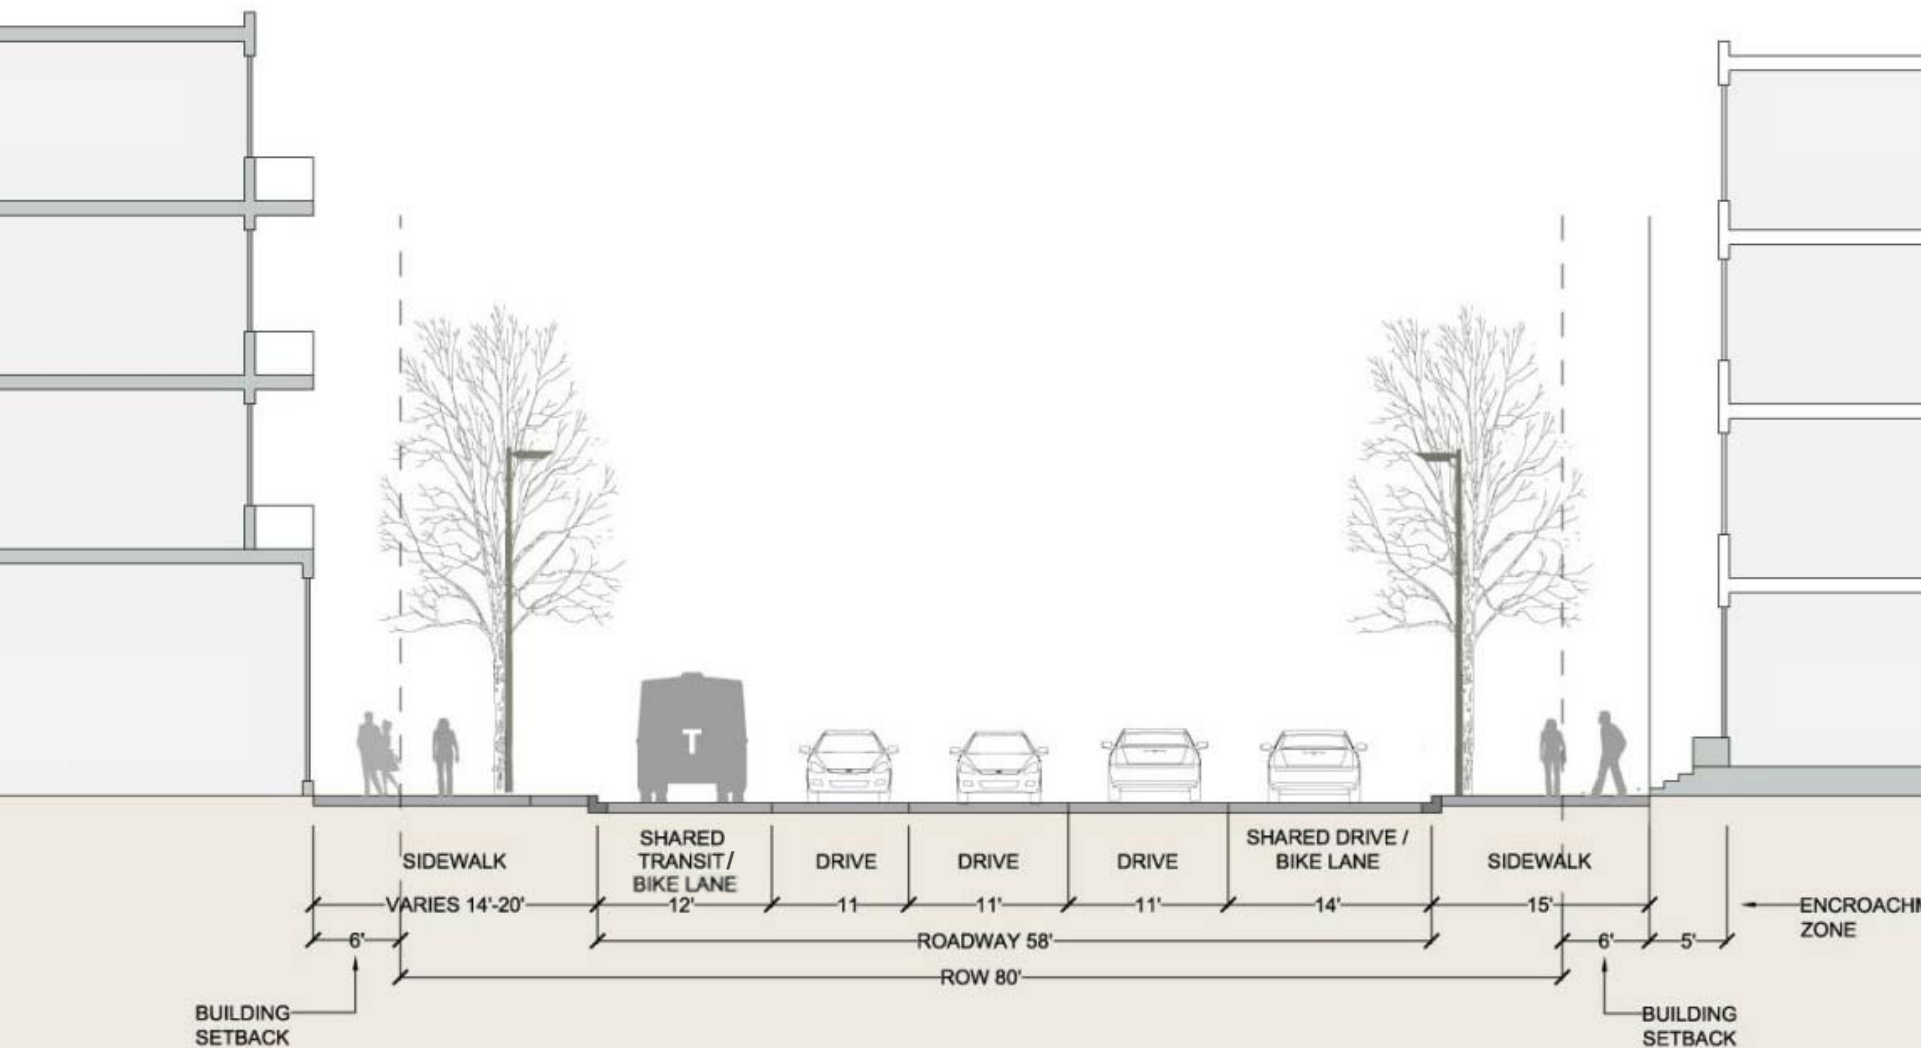 T
SIDEWALK
SHARED
TRANSIT/
BIKE LANE
DRIVE
DRIVE
DRIVE
SHARED DRIVE /
BIKE LANE
SIDEWALK
VARIES 14'-20'
12'
11
11'
11'
14'
15'
ENCROACHM
ZONE
6'
ROADWAY 58'
6'
5'
ROW 80'
BUILDING
SETBACK
BUILDING
SETBACK